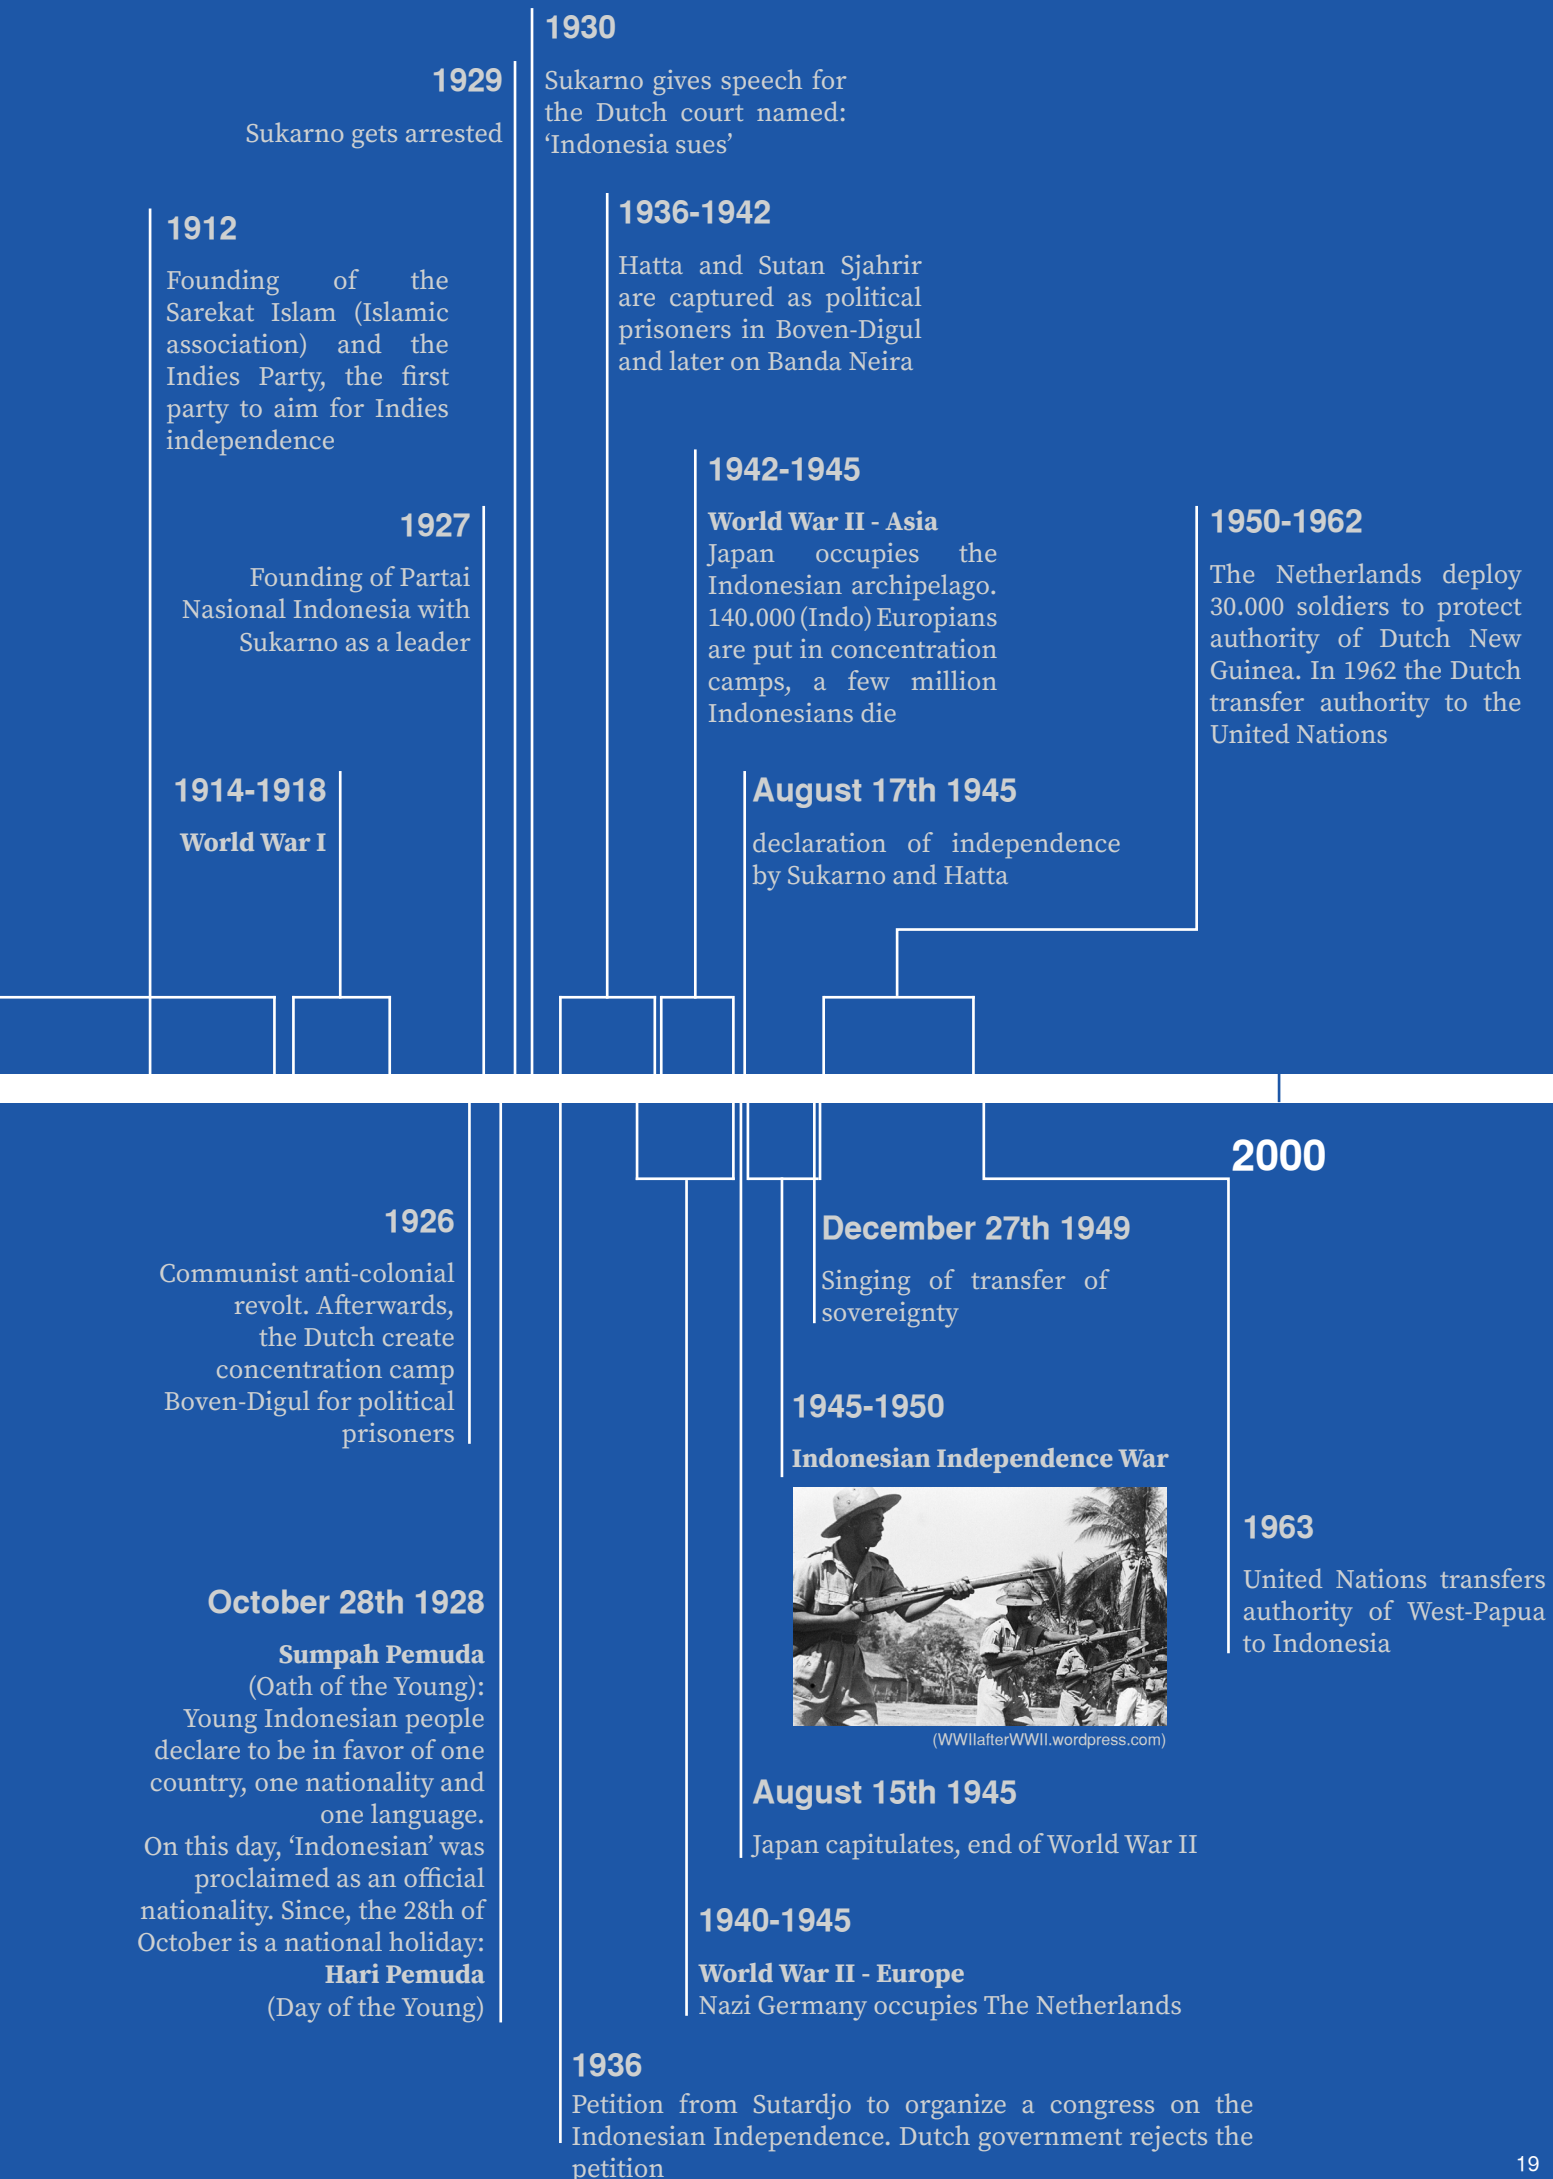 1930
Sukarno gives speech for
the Dutch court named:
‘Indonesia sues’
1929
Sukarno gets arrested
1936-1942
Hatta and Sutan Sjahrir
are captured as political
prisoners in Boven-Digul
and later on Banda Neira
1912
Founding of the
Sarekat Islam (Islamic
association) and the
Indies Party, the first
party to aim for Indies
independence
1942-1945
World War II - Asia
Japan occupies the
Indonesian archipelago.
140.000 (Indo) Europians
are put in concentration
camps, a few million
Indonesians die
1927
Founding of Partai
Nasional Indonesia with
Sukarno as a leader
1950-1962
The Netherlands deploy
30.000 soldiers to protect
authority of Dutch New
Guinea. In 1962 the Dutch
transfer authority to the
United Nations
1914-1918
World War I
August 17th 1945
declaration of independence
by Sukarno and Hatta
2000
1926
Communist anti-colonial
revolt. Afterwards,
the Dutch create
concentration camp
Boven-Digul for political
prisoners
December 27th 1949
Singing of transfer of
sovereignty
1945-1950
Indonesian Independence War
(WWIIafterWWII.wordpress.com)
1963
United Nations transfers
authority of West-Papua
to Indonesia
October 28th 1928
Sumpah Pemuda
(Oath of the Young):
Young Indonesian people
declare to be in favor of one
country, one nationality and
one language.
On this day, ‘Indonesian’ was
proclaimed as an official
nationality. Since, the 28th of
October is a national holiday:
Hari Pemuda
(Day of the Young)
August 15th 1945
Japan capitulates, end of World War II
1940-1945
World War II - Europe
Nazi Germany occupies The Netherlands
1936
Petition from Sutardjo to organize a congress on the
Indonesian Independence. Dutch government rejects the
petition
19